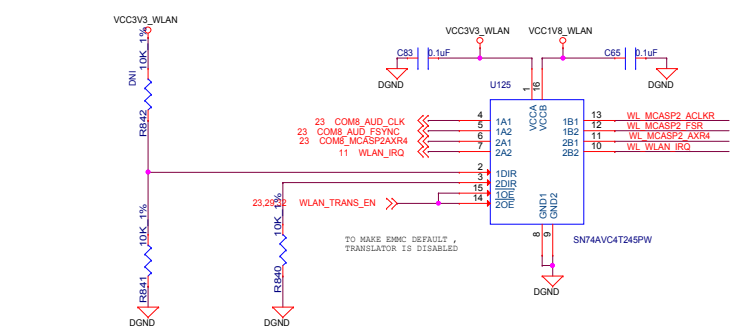 VCC3V3_WLAN
VCC3V3_WLAN
VCC1V8_WLAN
10K 1%
DNI
R842
C83
0.1uF
C65
0.1uF
DGND
DGND
U125
1
16
VCCA
VCCB
23 COM8_AUD_CLK
4
1A1
1B1
13
WL_MCASP2_ACLKR
23 COM8_AUD_FSYNC
5
1A2
1B2
12
WL_MCASP2_FSR
23 COM8_MCASP2AXR4
6
2A1
2B1
11
WL_MCASP2_AXR4
11 WLAN_IRQ
7
2A2
2B2
10
WL_WLAN_IRQ
2
1DIR
3
2DIR
15
1OE
14
2OE
WLAN_TRANS_EN
GND1
GND2
8
9
SN74AVC4T245PW
10K 1%
R841
10K 1%
R840
TO MAKE EMMC DEFAULT ,
TRANSLATOR IS DISABLED
DGND
DGND
DGND